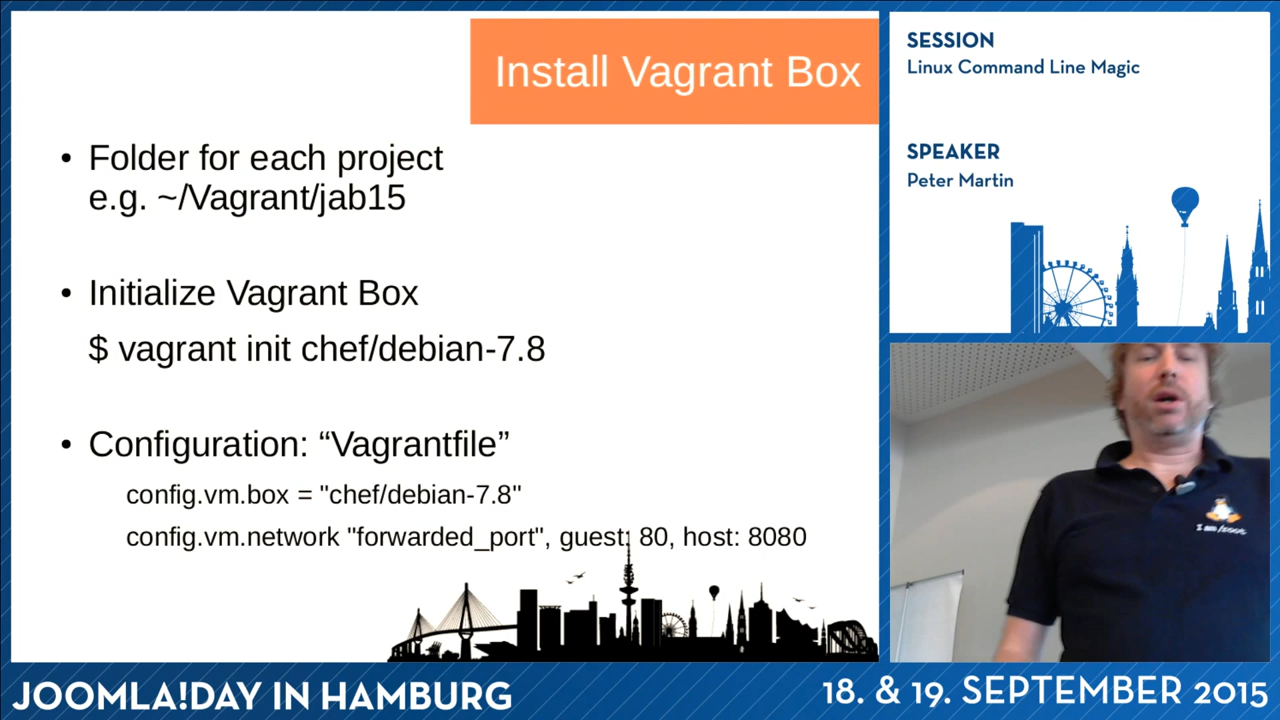 Install Vagrant Box
• Folder for each project
e.g. ~/Vagrant/jab15
• Initialize Vagrant Box
$ vagrant init chef/debian-7.8
• Configuration: “Vagrantfile”
config.vm.box = "chef/debian-7.8"
config.vm.network "forwarded_port", guest: 80, host: 8080
SESSION
Linux Command Line Magic
SPEAKER
Peter Martin
I am /root
JOOMLA!DAY IN HAMBURG
18. & 19. SEPTEMBER 2015